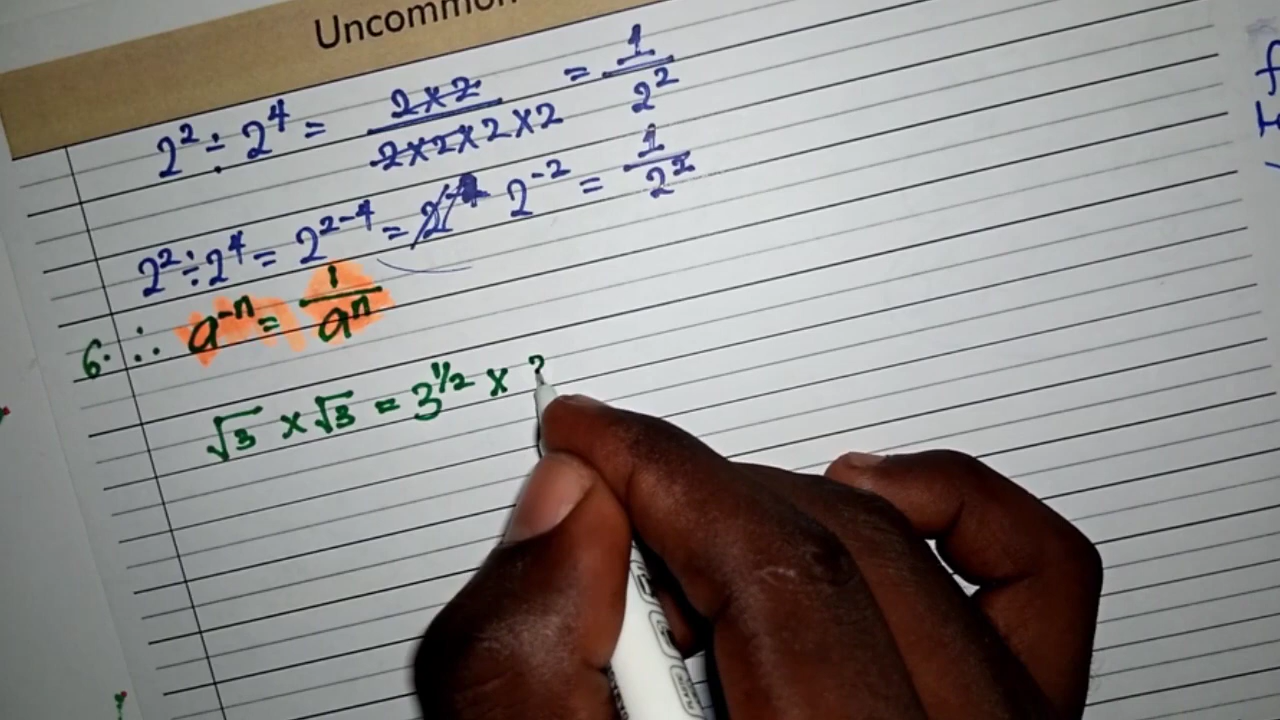 Uncommon
2² ÷ 2⁴ = (2×2)/(2×2×2×2) = 1/2²
2² ÷ 2⁴ = 2²⁻⁴ = 2⁻² = 1/2²
6. ∴ a⁻ⁿ = 1/aⁿ
√3 × √3 = 3^1/2 ×